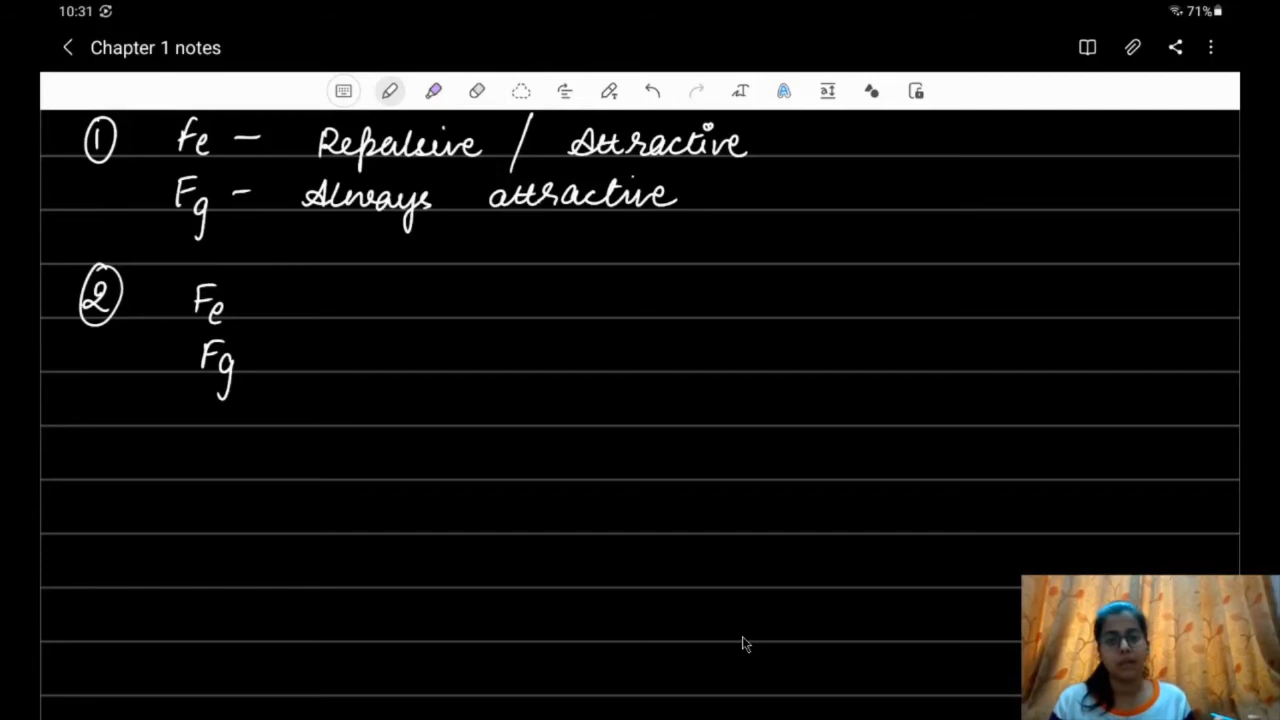 10:31 71%
Chapter 1 notes
① Fe – Repulsive / Attractive
Fg – Always attractive
② Fe
Fg